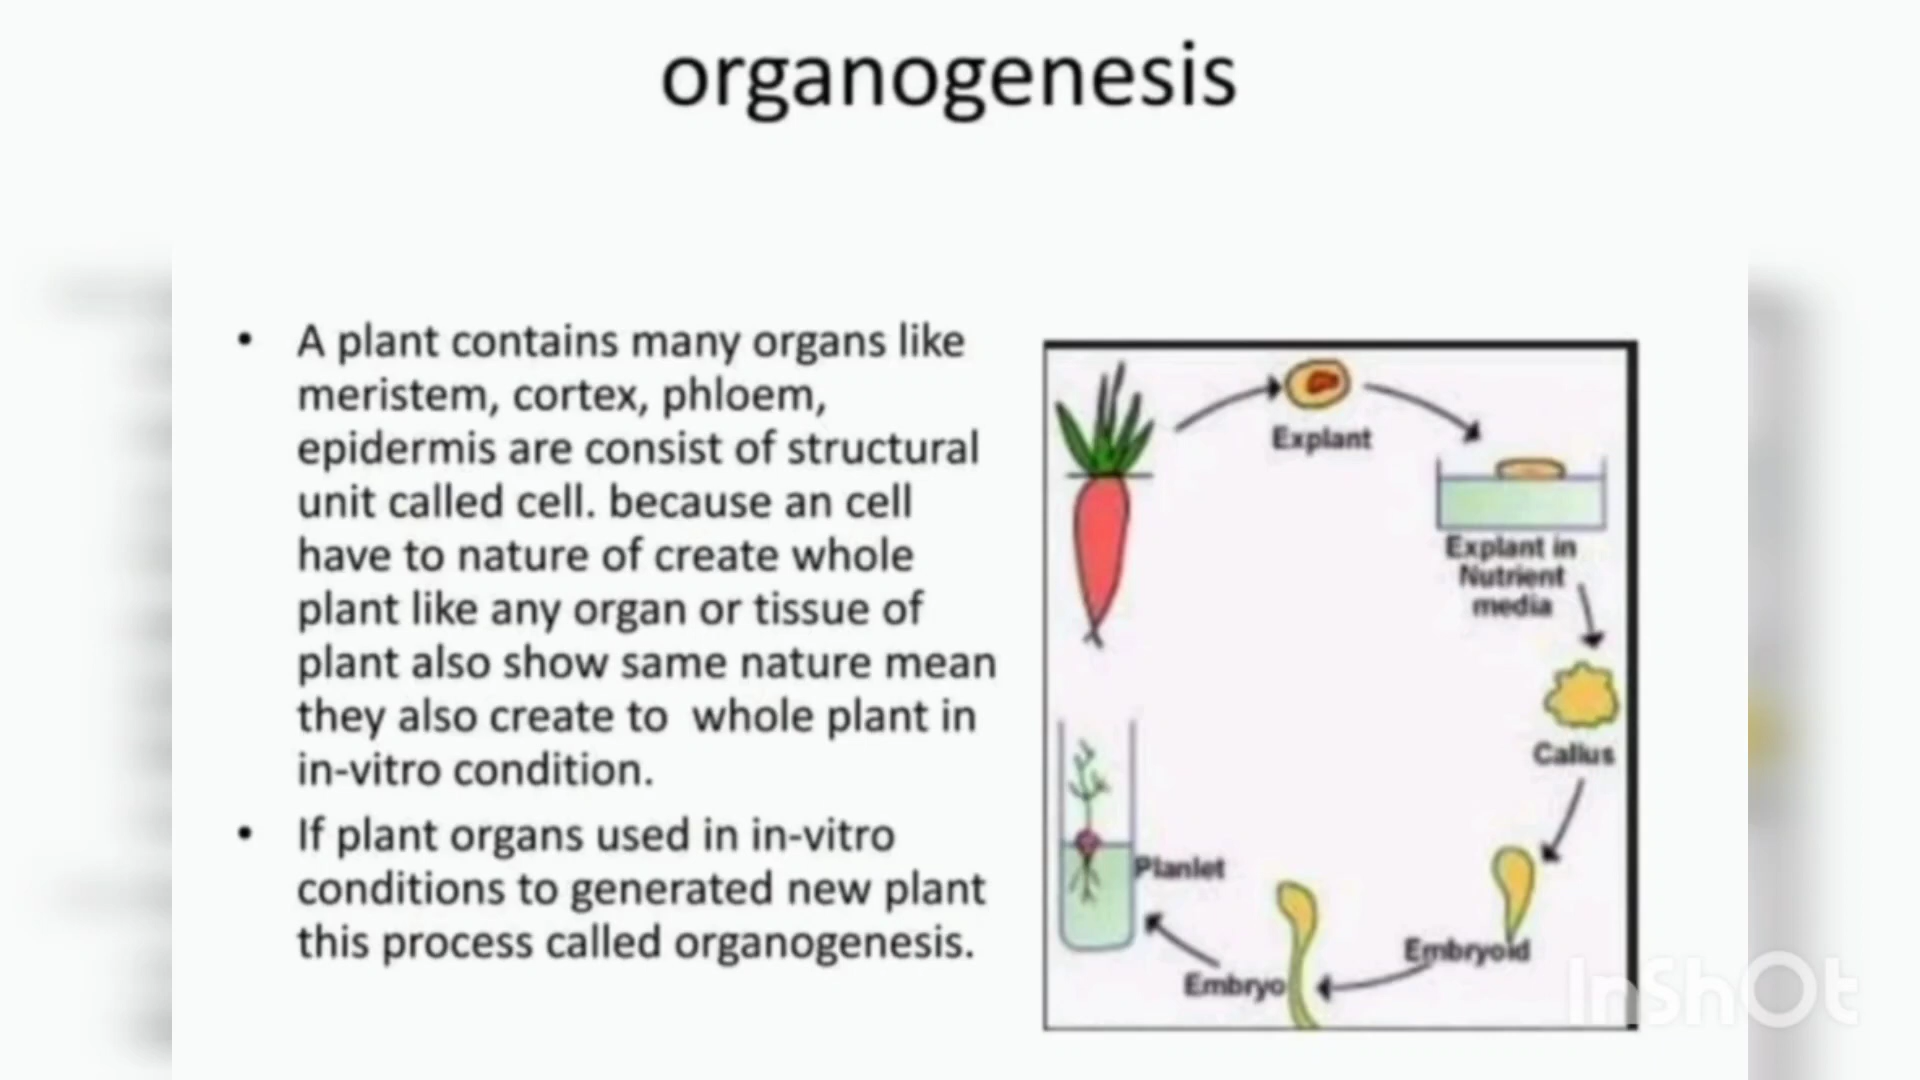 organogenesis
• A plant contains many organs like
meristem, cortex, phloem,
epidermis are consist of structural
unit called cell. because an cell
have to nature of create whole
plant like any organ or tissue of
plant also show same nature mean
they also create to  whole plant in
in-vitro condition.
• If plant organs used in in-vitro
conditions to generated new plant
this process called organogenesis.
Explant
Explant in
Nutrient
media
Callus
Embryoid
Embryo
Planlet
InShOt